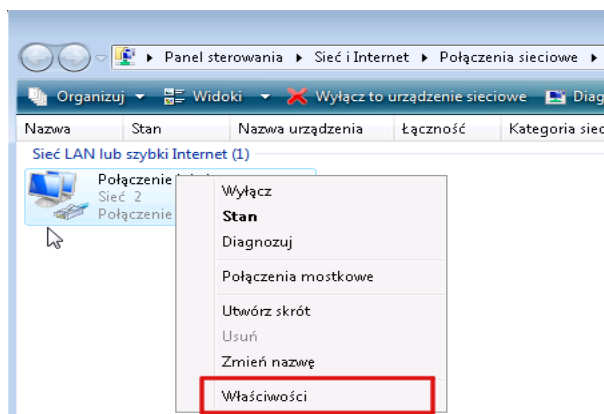 Panel sterowania ▸ Sieć i Internet ▸ Połączenia sieciowe ▸
Organizuj Widoki Wyłącz to urządzenie sieciowe Diag
Nazwa Stan Nazwa urządzenia Łączność Kategoria siec
Sieć LAN lub szybki Internet (1)
Połączenie
Sieć 2
Połączenie
Wyłącz
Stan
Diagnozuj
Połączenia mostkowe
Utwórz skrót
Usuń
Zmień nazwę
Właściwości